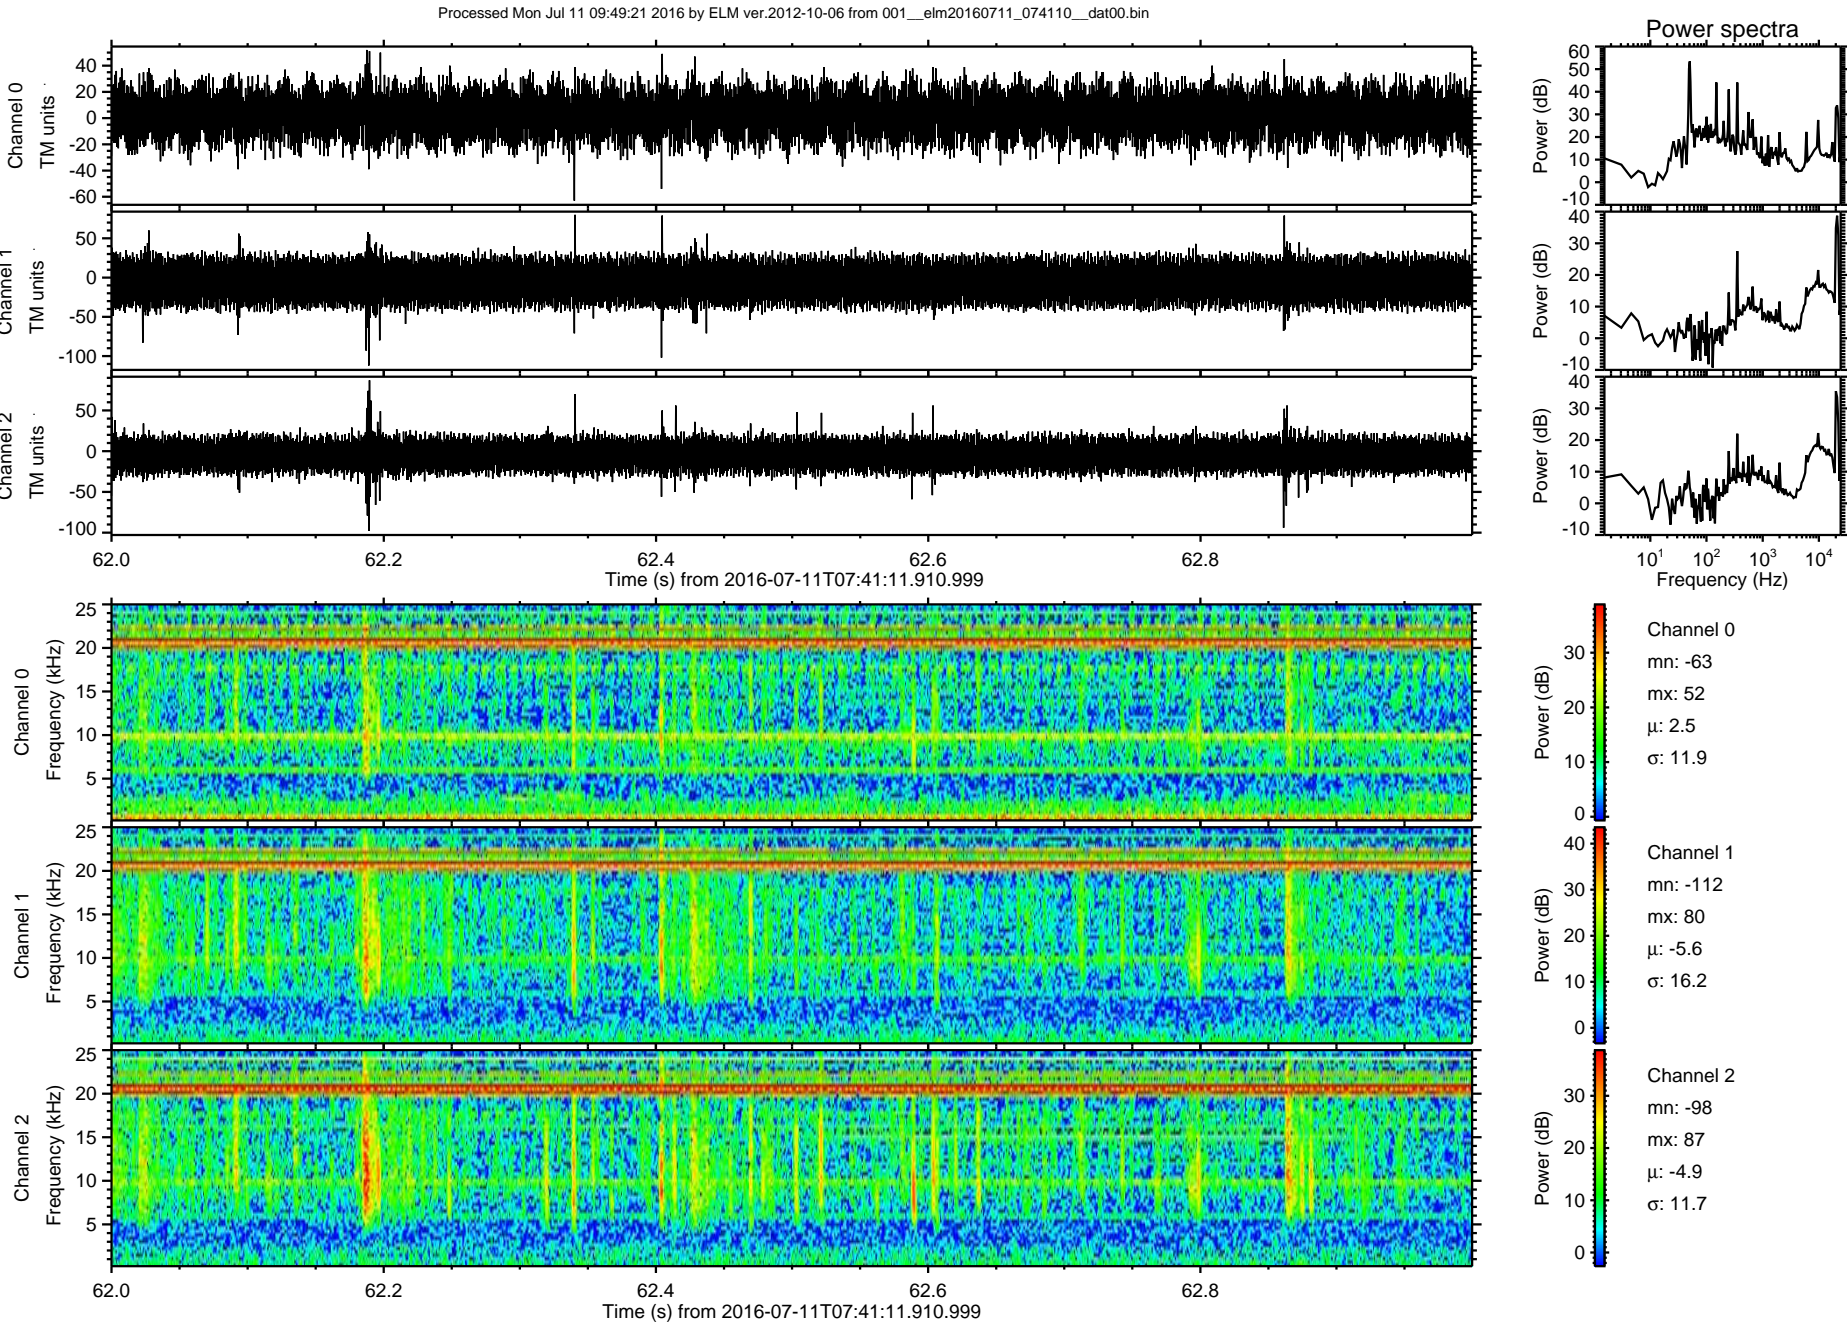 Processed Mon Jul 11 09:49:21 2016 by ELM ver.2012-10-06 from 001__elm20160711_074110__dat00.bin
Power spectra
Channel 0
TM units
40
20
0
-20
-40
-60
Power (dB)
60
50
40
30
20
10
0
-10
Channel 1
TM units
50
0
-50
-100
Power (dB)
40
30
20
10
0
-10
Channel 2
TM units
50
0
-50
-100
Power (dB)
40
30
20
10
0
-10
62.0 62.2 62.4 62.6 62.8
Time (s) from 2016-07-11T07:41:11.910.999
10¹ 10² 10³ 10⁴
Frequency (Hz)
Channel 0
Frequency (kHz)
25
20
15
10
5
Power (dB)
30
20
10
0
Channel 0
mn: -63
mx: 52
μ: 2.5
σ: 11.9
Channel 1
Frequency (kHz)
25
20
15
10
5
Power (dB)
40
30
20
10
0
Channel 1
mn: -112
mx: 80
μ: -5.6
σ: 16.2
Channel 2
Frequency (kHz)
25
20
15
10
5
Power (dB)
30
20
10
0
Channel 2
mn: -98
mx: 87
μ: -4.9
σ: 11.7
62.0 62.2 62.4 62.6 62.8
Time (s) from 2016-07-11T07:41:11.910.999